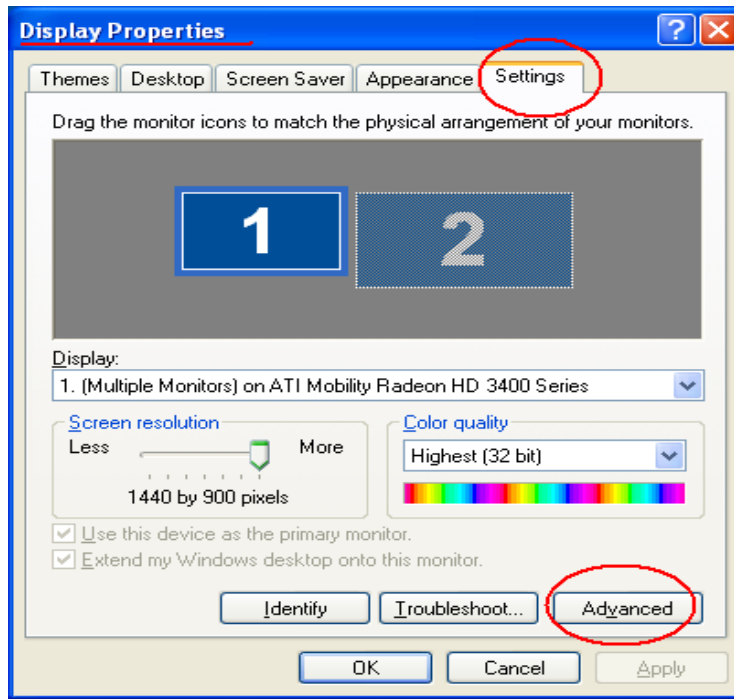 Display Properties
?
X
Themes Desktop Screen Saver Appearance Settings
Drag the monitor icons to match the physical arrangement of your monitors.
1 2
Display:
1. (Multiple Monitors) on ATI Mobility Radeon HD 3400 Series
Screen resolution Color quality
Less More Highest (32 bit)
1440 by 900 pixels
Use this device as the primary monitor.
Extend my Windows desktop onto this monitor.
Identify Troubleshoot... Advanced
OK Cancel Apply